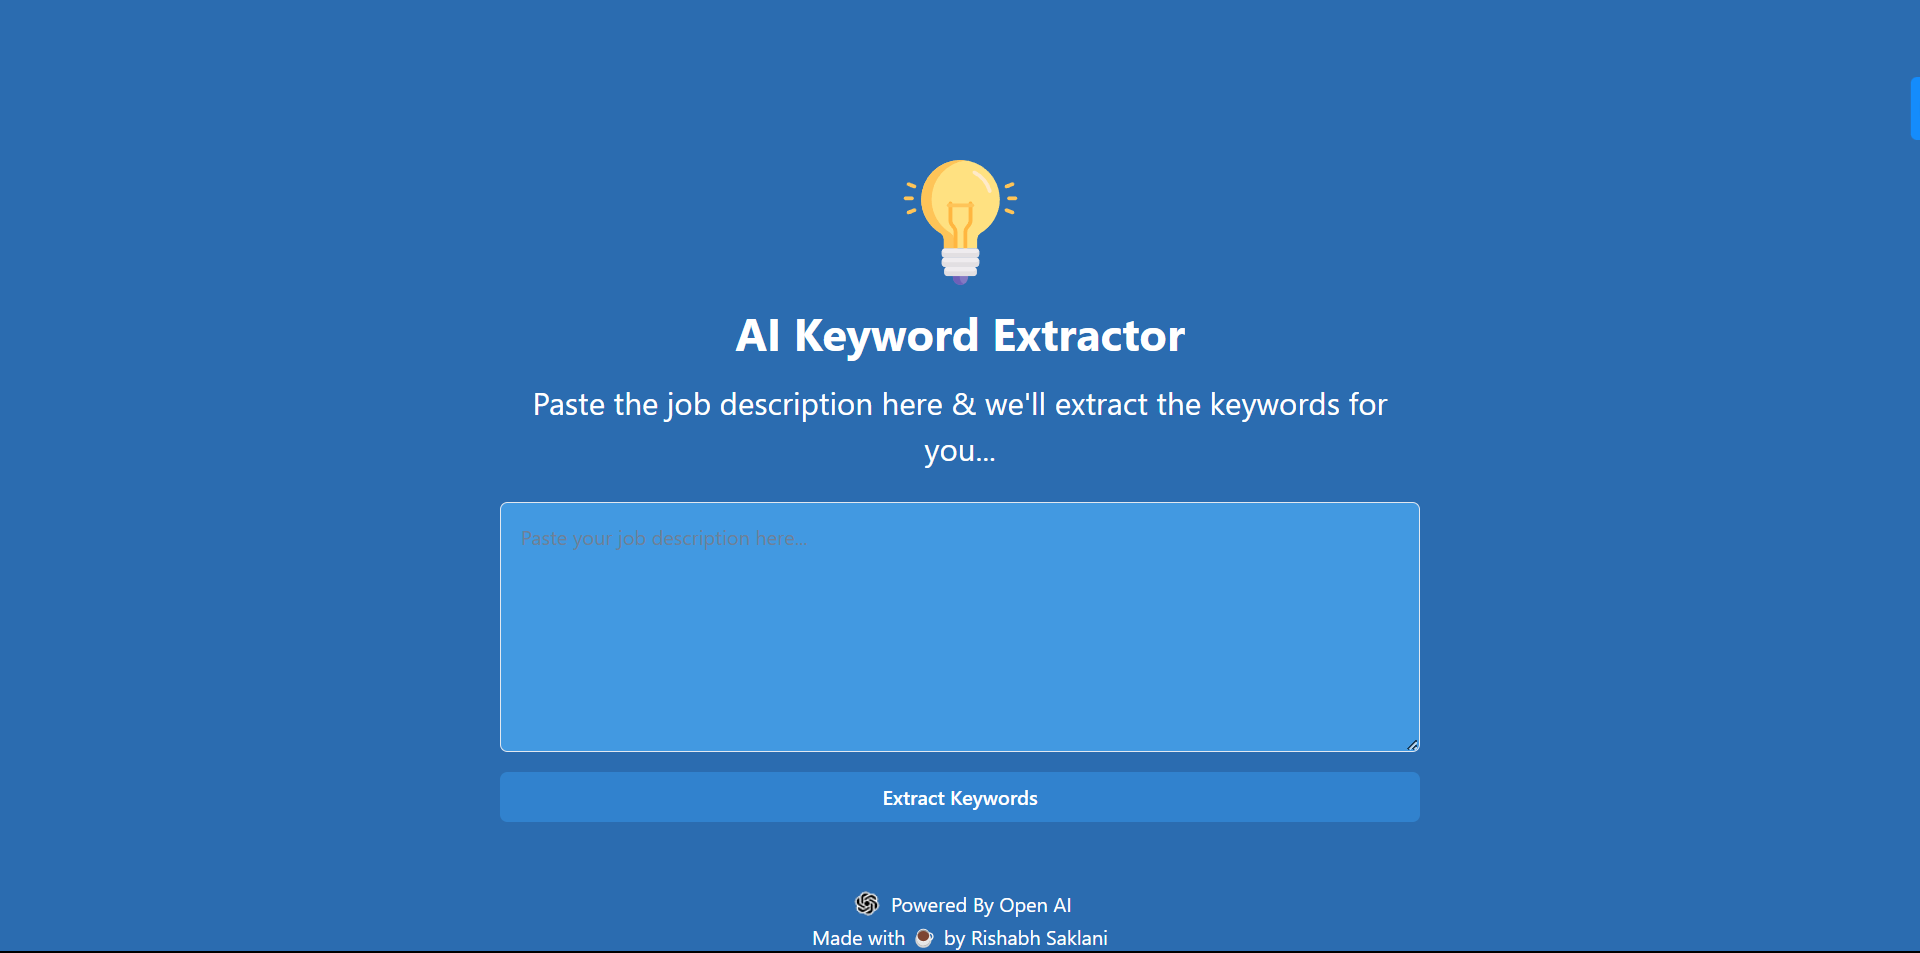 AI Keyword Extractor
Paste the job description here & we'll extract the keywords for
you...
Paste your job description here...
Extract Keywords
Powered By Open AI
Made with by Rishabh Saklani